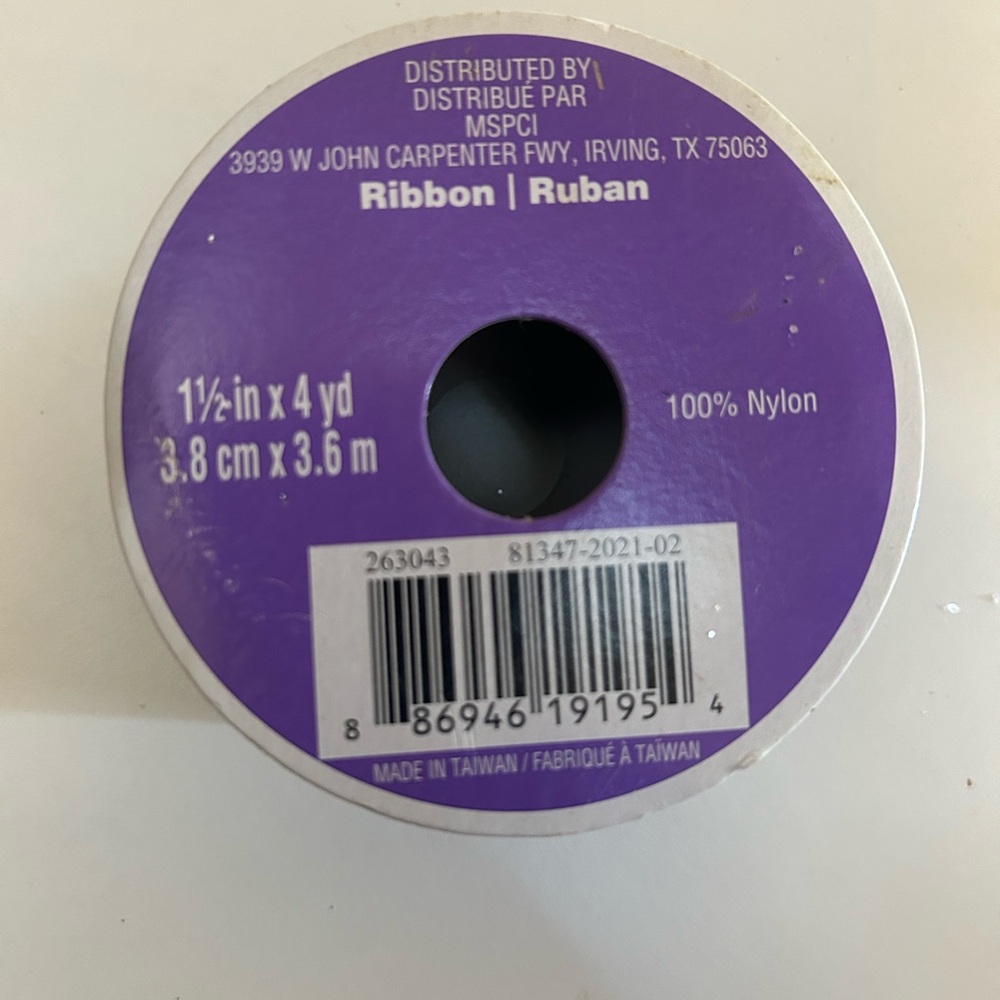 DISTRIBUTED BY
DISTRIBUÉ PAR
MSPCI
3939 W JOHN CARPENTER FWY, IRVING, TX 75063
Ribbon | Ruban
1½ in x 4 yd
3.8 cm x 3.6 m
100% Nylon
263043 81347-2021-02
8 86946 19195 4
MADE IN TAIWAN / FABRIQUÉ À TAÏWAN